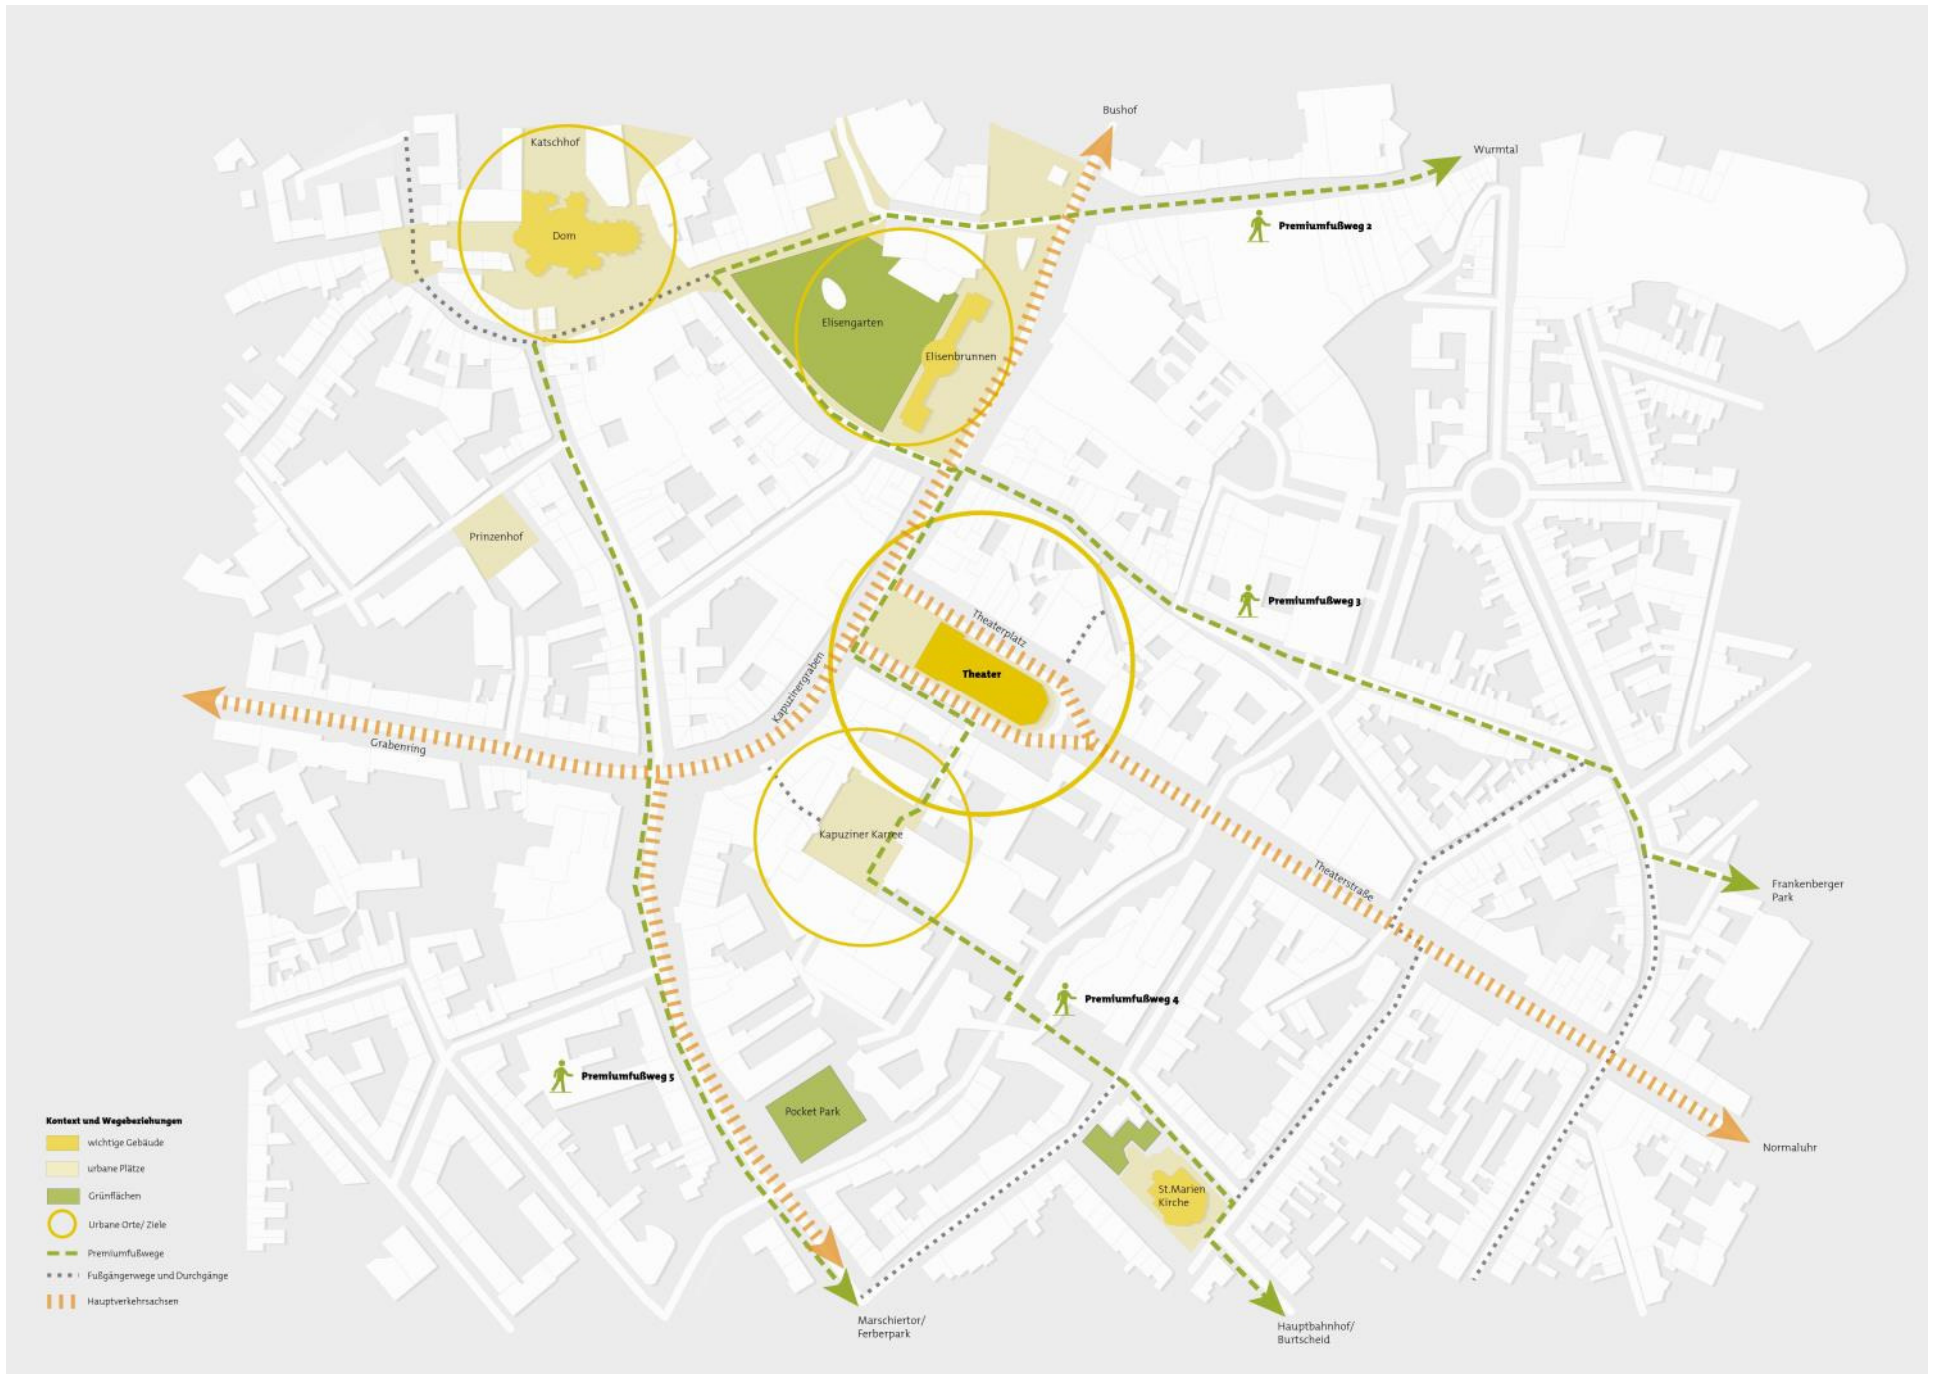 Bushof
Katschhof
Wurmtal
Premiumfußweg 2
Dom
Elisengarten
Elisenbrunnen
Prinzenhof
Premiumfußweg 3
Theaterplatz
Theater
Kapuzinergraben
Grabenring
Kapuziner Karree
Theaterstraße
Frankenberger
Park
Premiumfußweg 4
Premiumfußweg 5
Pocket Park
Normaluhr
St.Marien
Kirche
Marschiertor/
Ferberpark
Hauptbahnhof/
Burtscheid
Kontext und Wegebeziehungen
wichtige Gebäude
urbane Plätze
Grünflächen
Urbane Orte/ Ziele
Premiumfußwege
Fußgängerwege und Durchgänge
Hauptverkehrsachsen